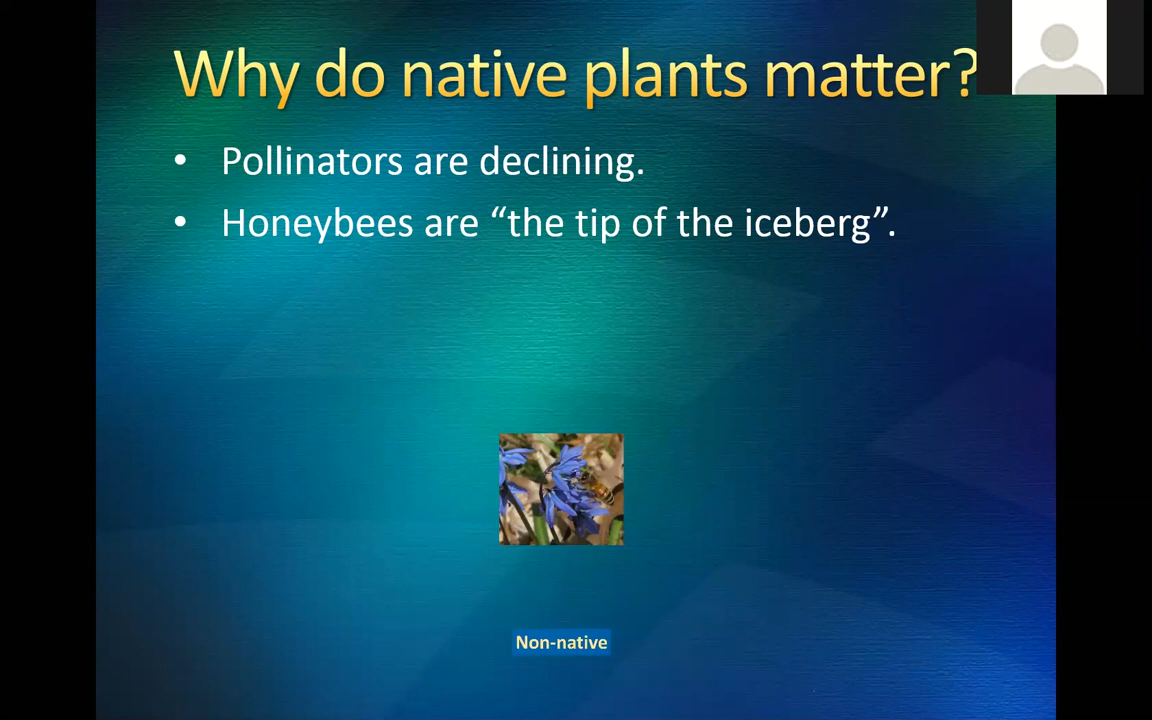 Why do native plants matter?
• Pollinators are declining.
• Honeybees are “the tip of the iceberg”.
Non-native